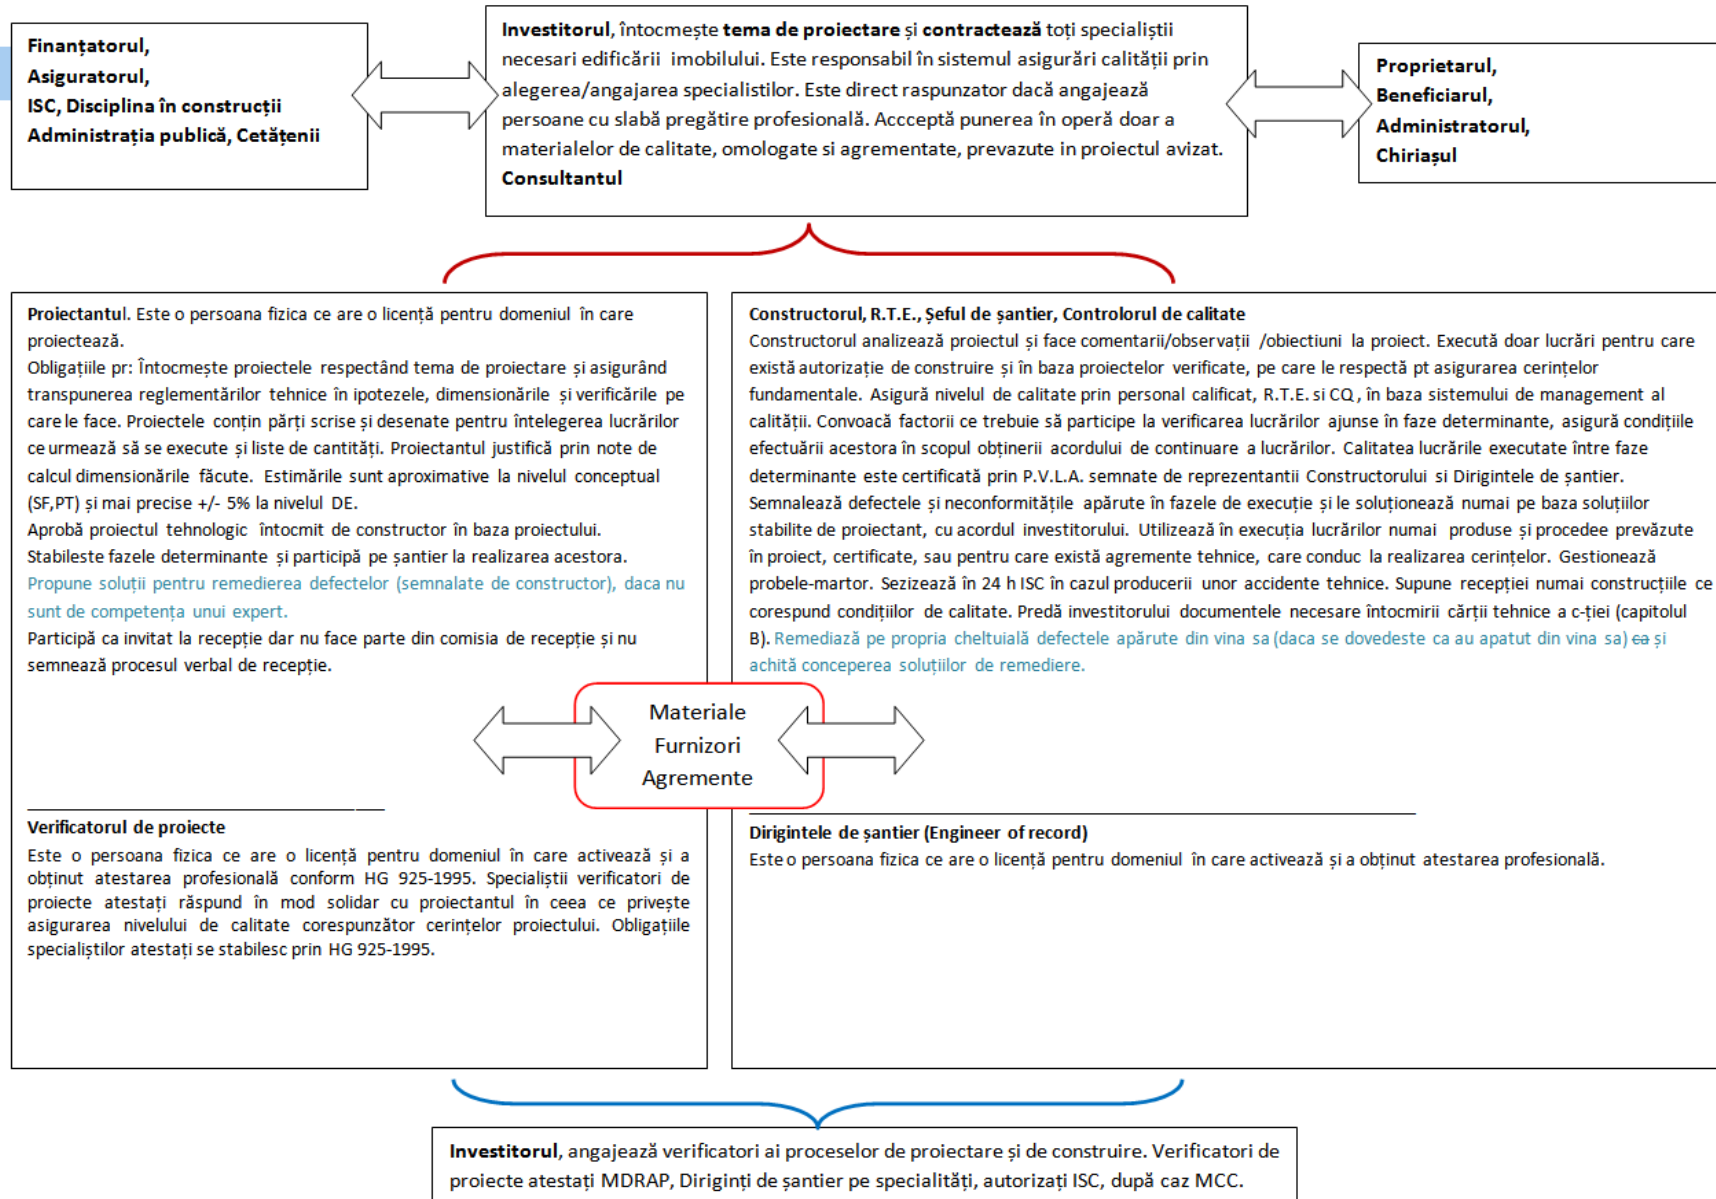 Finanțatorul,
Asiguratorul,
ISC, Disciplina în construcții
Administrația publică, Cetățenii
Investitorul, întocmește tema de proiectare și contractează toți specialiștii
necesari edificării imobilului. Este responsabil în sistemul asigurări calității prin
alegerea/angajarea specialistilor. Este direct raspunzator dacă angajează
persoane cu slabă pregătire profesională. Accceptă punerea în operă doar a
materialelor de calitate, omologate si agrementate, prevazute in proiectul avizat.
Consultantul
Proprietarul,
Beneficiarul,
Administratorul,
Chiriașul
Proiectantul. Este o persoana fizica ce are o licență pentru domeniul în care
proiectează.
Obligațiile pr: Întocmește proiectele respectând tema de proiectare și asigurând
transpunerea reglementărilor tehnice în ipotezele, dimensionările și verificările pe
care le face. Proiectele conțin părți scrise și desenate pentru întelegerea lucrărilor
ce urmează să se execute și liste de cantități. Proiectantul justifică prin note de
calcul dimensionările făcute. Estimările sunt aproximative la nivelul conceptual
(SF,PT) și mai precise +/- 5% la nivelul DE.
Aprobă proiectul tehnologic întocmit de constructor în baza proiectului.
Stabileste fazele determinante și participă pe șantier la realizarea acestora.
Propune soluții pentru remedierea defectelor (semnalate de constructor), daca nu
sunt de competența unui expert.
Participă ca invitat la recepție dar nu face parte din comisia de recepție și nu
semnează procesul verbal de recepție.
Verificatorul de proiecte
Este o persoana fizica ce are o licență pentru domeniul în care activează și a
obținut atestarea profesională conform HG 925-1995. Specialiștii verificatori de
proiecte atestați răspund în mod solidar cu proiectantul în ceea ce privește
asigurarea nivelului de calitate corespunzător cerințelor proiectului. Obligațiile
specialiștilor atestați se stabilesc prin HG 925-1995.
Constructorul, R.T.E., Șeful de șantier, Controlorul de calitate
Constructorul analizează proiectul și face comentarii/observații /obiectiuni la proiect. Execută doar lucrări pentru care
există autorizație de construire și în baza proiectelor verificate, pe care le respectă pt asigurarea cerințelor
fundamentale. Asigură nivelul de calitate prin personal calificat, R.T.E. si CQ, în baza sistemului de management al
calității. Convoacă factorii ce trebuie să participe la verificarea lucrărilor ajunse în faze determinante, asigură condițiile
efectuării acestora în scopul obținerii acordului de continuare a lucrărilor. Calitatea lucrările executate între faze
determinante este certificată prin P.V.L.A. semnate de reprezentantii Constructorului si Dirigintele de șantier.
Semnalează defectele și neconformitățile apărute în fazele de execuție și le soluționează numai pe baza soluțiilor
stabilite de proiectant, cu acordul investitorului. Utilizează în execuția lucrărilor numai produse și procedee prevăzute
în proiect, certificate, sau pentru care există agremente tehnice, care conduc la realizarea cerințelor. Gestionează
probele-martor. Sezizează în 24 h ISC în cazul producerii unor accidente tehnice. Supune recepției numai construcțiile ce
corespund condițiilor de calitate. Predă investitorului documentele necesare întocmirii cărții tehnice a c-ției (capitolul
B). Remediază pe propria cheltuială defectele apărute din vina sa (daca se dovedeste ca au apatut din vina sa) ca și
achită conceperea soluțiilor de remediere.
Materiale
Furnizori
Agremente
Dirigintele de șantier (Engineer of record)
Este o persoana fizica ce are o licență pentru domeniul în care activează și a obținut atestarea profesională.
Investitorul, angajează verificatori ai proceselor de proiectare și de construire. Verificatori de
proiecte atestați MDRAP, Diriginți de șantier pe specialități, autorizați ISC, după caz MCC.